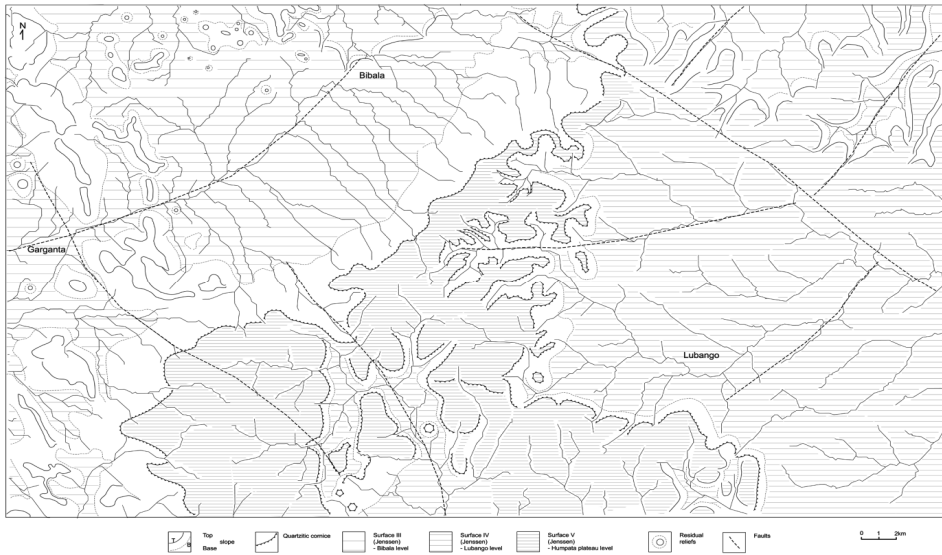 N
Bibala
Garganta
Lubango
T
B
Top
slope
Base
Quartzitic cornice
Surface III
(Jenssen)
- Bibala level
Surface IV
(Jenssen)
- Lubango level
Surface V
(Jenssen)
- Humpata plateau level
Residual
reliefs
Faults
0 1 2km